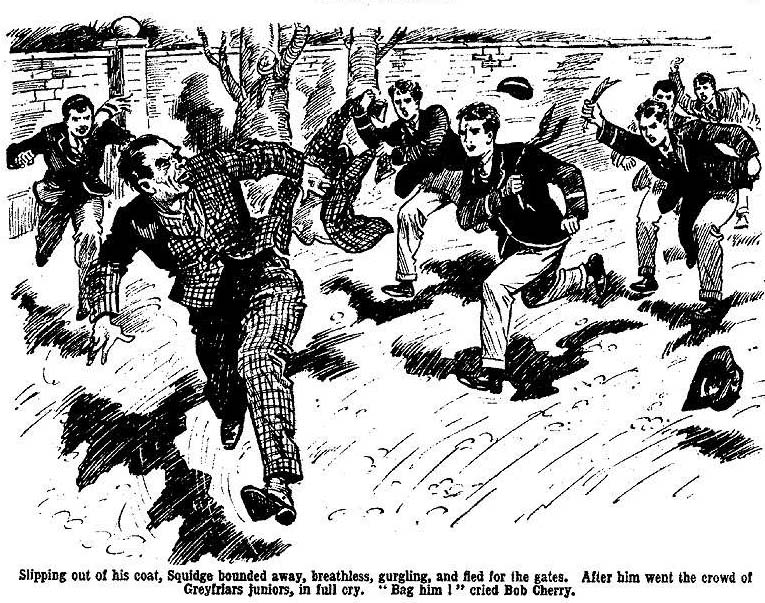 Slipping out of his coat, Squidge bounded away, breathless, gurgling, and fled for the gates. After him went the crowd of
Greyfriars juniors, in full cry. "Bag him!" cried Bob Cherry.